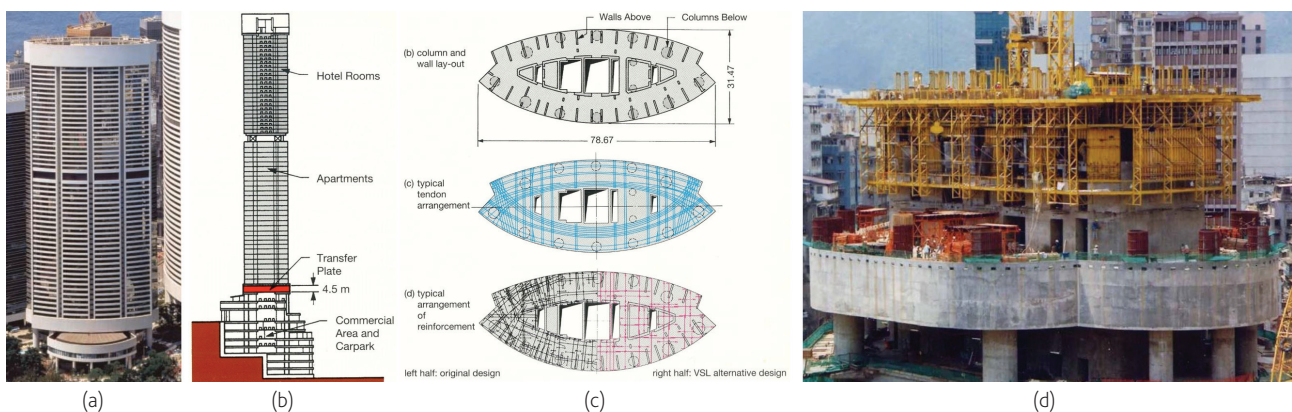 Hotel Rooms
Apartments
Transfer
Plate
4.5 m
Commercial
Area and
Carpark
Walls Above
Columns Below
(b) column and
wall lay-out
31.47
78.67
(c) typical
tendon
arrangement
(d) typical
arrangement
of
reinforcement
left half: original design
right half: VSL alternative design
(a)
(b)
(c)
(d)